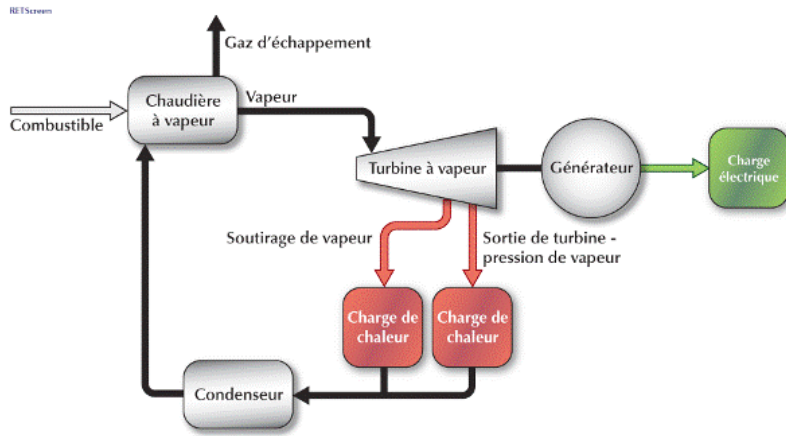 RETScreen
Gaz d'échappement
Chaudière
à vapeur
Vapeur
Combustible
Turbine à vapeur
Générateur
Charge
électrique
Soutirage de vapeur
Sortie de turbine -
pression de vapeur
Charge de
chaleur
Charge de
chaleur
Condenseur